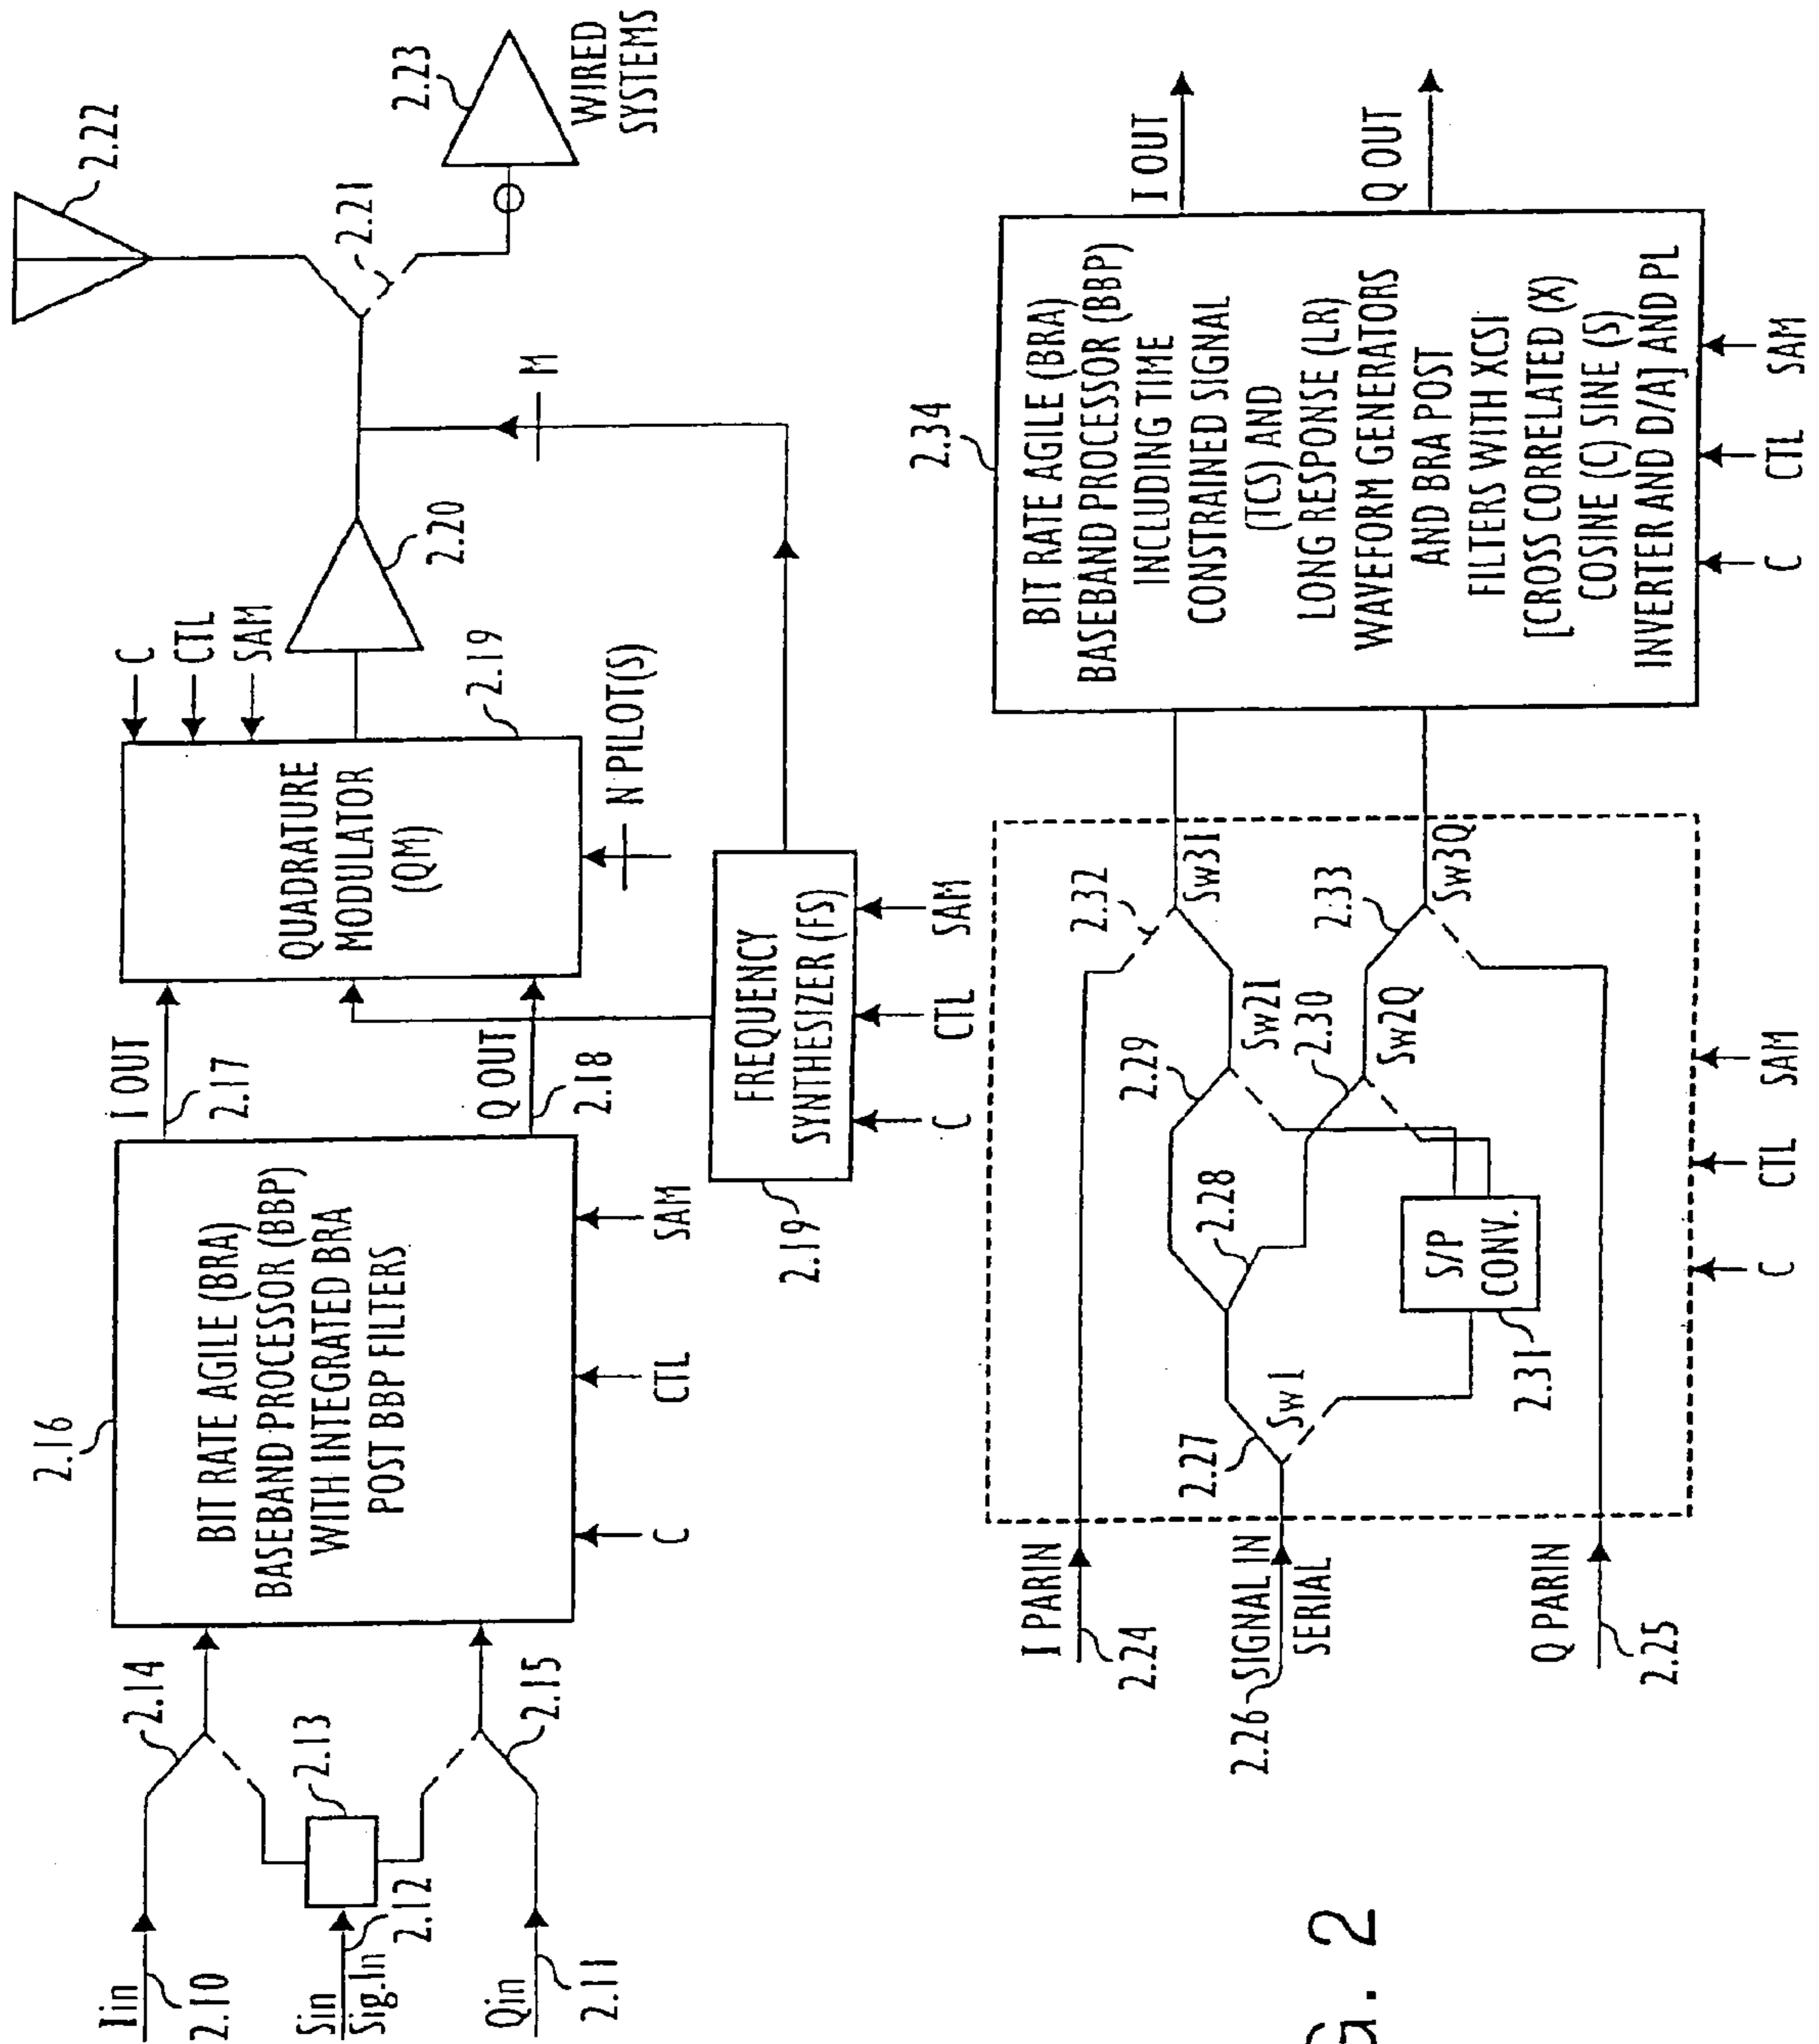 Iin
2.10
Sin
Sig.In
2.12
Qin
2.11
2.13
2.14
2.15
2.16
BIT RATE AGILE (BRA)
BASEBAND PROCESSOR (BBP)
WITH INTEGRATED BRA
POST BBP FILTERS
C
CTL
SAM
I OUT
2.17
Q OUT
2.18
QUADRATURE
MODULATOR
(QM)
C
CTL
SAM
2.19
N PILOT(S)
FREQUENCY
SYNTHESIZER (FS)
2.19
C
CTL
SAM
2.20
M
2.21
2.22
2.23
WIRED
SYSTEMS
I PARIN
2.24
2.26
SIGNAL IN
SERIAL
Q PARIN
2.25
2.27
Sw1
2.28
2.29
2.30
S/P
CONV.
2.31
Sw2I
Sw2Q
2.32
Sw3I
2.33
Sw3Q
C
CTL
SAM
2.34
BIT RATE AGILE (BRA)
BASEBAND PROCESSOR (BBP)
INCLUDING TIME
CONSTRAINED SIGNAL
(TCS) AND
LONG RESPONSE (LR)
WAVEFORM GENERATORS
AND BRA POST
FILTERS WITH XCSI
[CROSS CORRELATED (X)
COSINE (C) SINE (S)
INVERTER AND D/A] AND PL
C
CTL
SAM
I OUT
Q OUT
G. 2